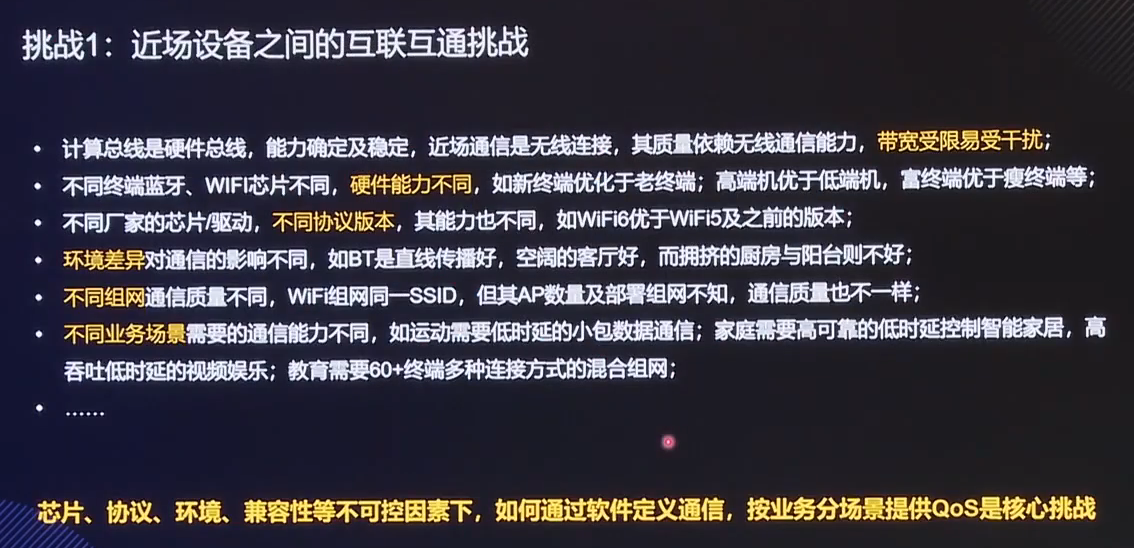 挑战1：近场设备之间的互联互通挑战
• 计算总线是硬件总线，能力确定及稳定，近场通信是无线连接，其质量依赖无线通信能力，带宽受限易受干扰；
• 不同终端蓝牙、WIFI芯片不同，硬件能力不同，如新终端优化于老终端；高端机优于低端机，富终端优于瘦终端等；
• 不同厂家的芯片/驱动，不同协议版本，其能力也不同，如WiFi6优于WiFi5及之前的版本；
• 环境差异对通信的影响不同，如BT是直线传播好，空阔的客厅好，而拥挤的厨房与阳台则不好；
• 不同组网通信质量不同，WiFi组网同一SSID，但其AP数量及部署组网不知，通信质量也不一样；
• 不同业务场景需要的通信能力不同，如运动需要低时延的小包数据通信；家庭需要高可靠的低时延控制智能家居，高
吞吐低时延的视频娱乐；教育需要60+终端多种连接方式的混合组网；
• ......
芯片、协议、环境、兼容性等不可控因素下，如何通过软件定义通信，按业务分场景提供QoS是核心挑战